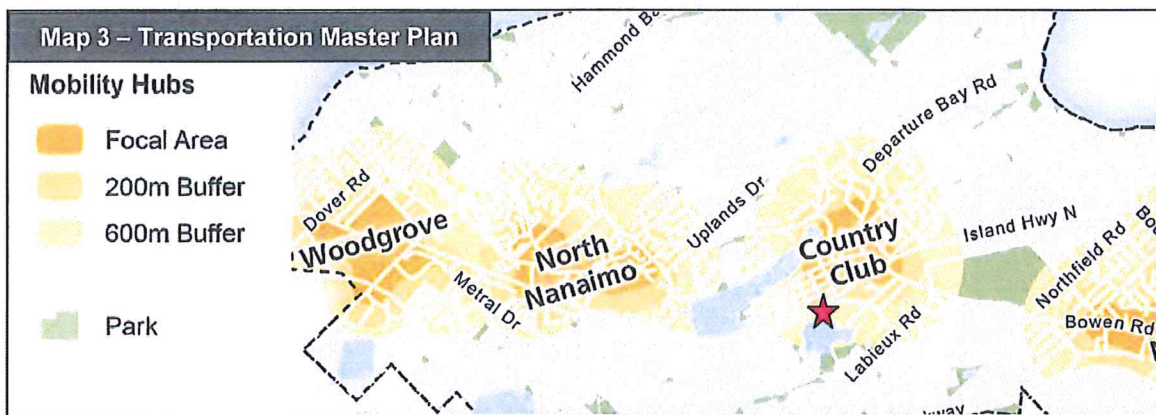 Map 3 – Transportation Master Plan
Mobility Hubs
Focal Area
200m Buffer
600m Buffer
Park
Hammond
Departure Bay Rd
Dover Rd
Woodgrove
North
Nanaimo
Metral Dr
Uplands Dr
Country
Club
Island Hwy N
Labieux Rd
Northfield Rd
Bowen Rd